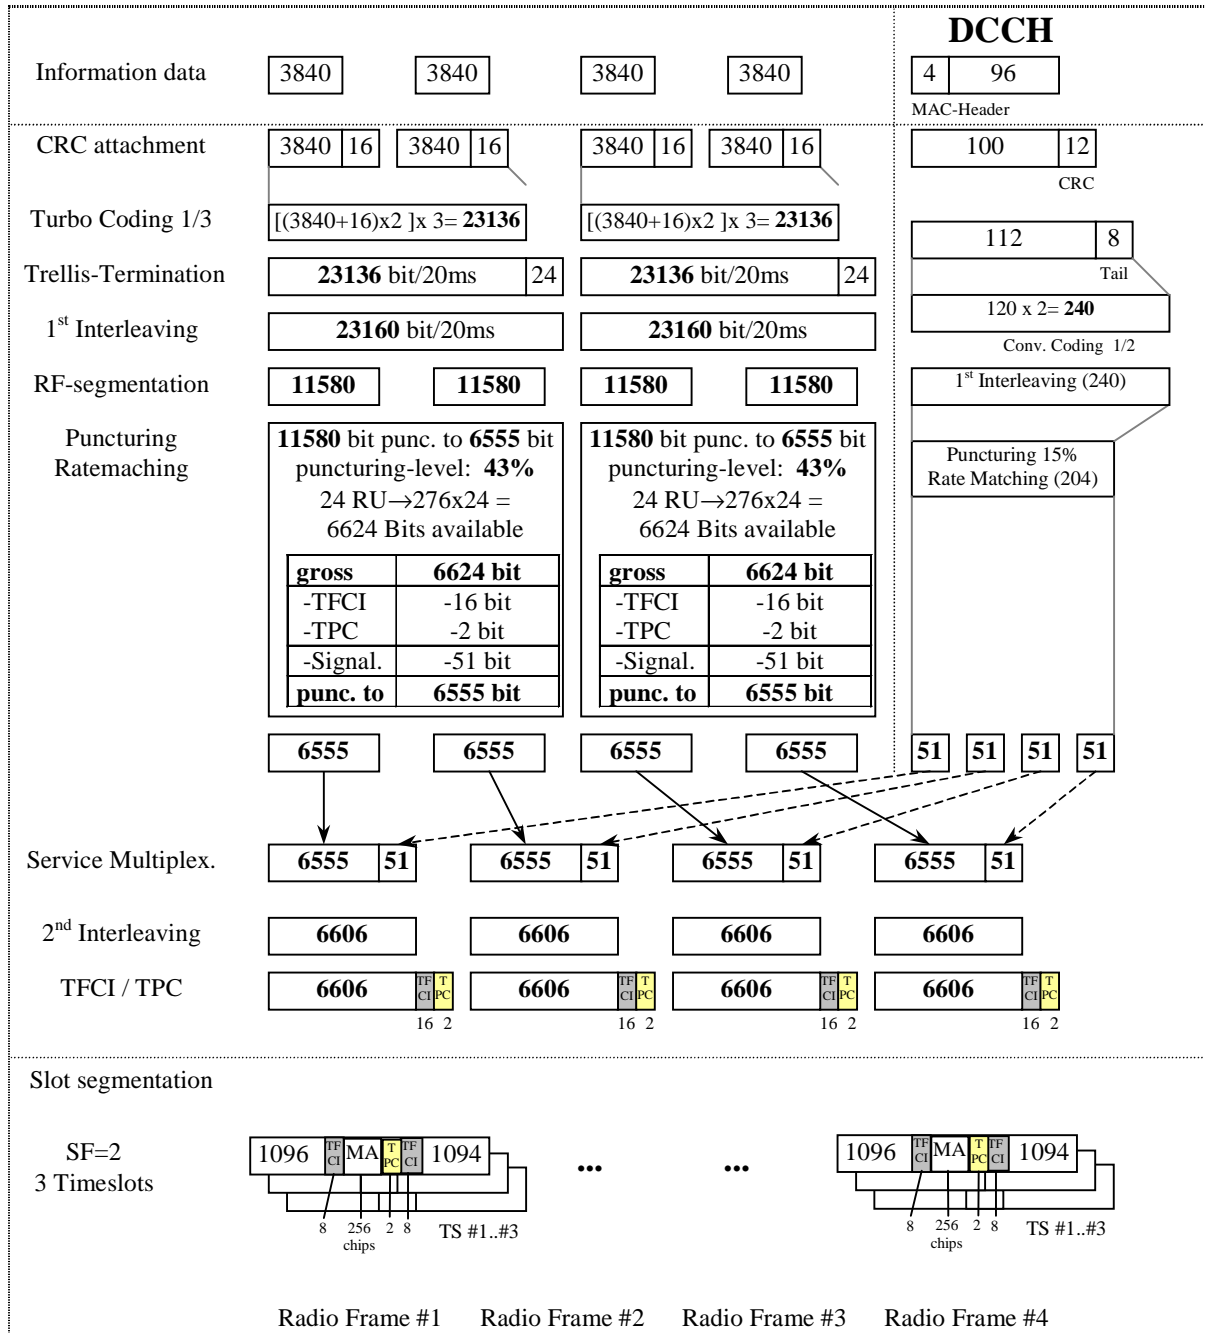 DCCH
Information data 3840 3840 3840 3840 4 96
MAC-Header
CRC attachment 3840 16 3840 16 3840 16 3840 16 100 12
CRC
Turbo Coding 1/3 [(3840+16)x2 ]x 3= 23136 [(3840+16)x2 ]x 3= 23136
112 8
Tail
Trellis-Termination 23136 bit/20ms 24 23136 bit/20ms 24
120 x 2= 240
1st Interleaving 23160 bit/20ms 23160 bit/20ms
Conv. Coding 1/2
RF-segmentation 11580 11580 11580 11580 1st Interleaving (240)
Puncturing
Ratemaching
11580 bit punc. to 6555 bit
puncturing-level: 43%
24 RU→276x24 =
6624 Bits available
gross 6624 bit
-TFCI -16 bit
-TPC -2 bit
-Signal. -51 bit
punc. to 6555 bit
11580 bit punc. to 6555 bit
puncturing-level: 43%
24 RU→276x24 =
6624 Bits available
gross 6624 bit
-TFCI -16 bit
-TPC -2 bit
-Signal. -51 bit
punc. to 6555 bit
Puncturing 15%
Rate Matching (204)
6555 6555 6555 6555 51 51 51 51
Service Multiplex. 6555 51 6555 51 6555 51 6555 51
2nd Interleaving 6606 6606 6606 6606
TFCI / TPC 6606 TF CI T PC 6606 TF CI T PC 6606 TF CI T PC 6606 TF CI T PC
16 2 16 2 16 2 16 2
Slot segmentation
SF=2
3 Timeslots
1096 TF CI MA T PC TF CI 1094 ... ... 1096 TF CI MA T PC TF CI 1094
8 256 2 8 TS #1..#3 8 256 2 8 TS #1..#3
chips chips
Radio Frame #1 Radio Frame #2 Radio Frame #3 Radio Frame #4